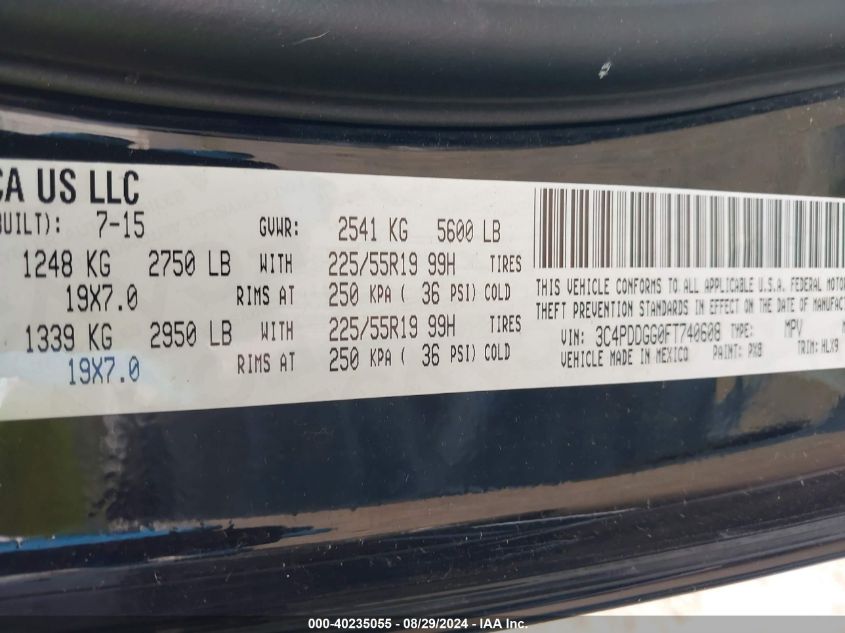 CA US LLC
BUILT): 7-15 GVWR: 2541 KG 5600 LB
1248 KG 2750 LB WITH 225/55R19 99H TIRES
19X7.0 RIMS AT 250 KPA ( 36 PSI) COLD
1339 KG 2950 LB WITH 225/55R19 99H TIRES
19X7.0 RIMS AT 250 KPA ( 36 PSI) COLD
THIS VEHICLE CONFORMS TO ALL APPLICABLE U.S.A. FEDERAL MOTOR
THEFT PREVENTION STANDARDS IN EFFECT ON THE DATE OF MANUFACT
VIN: 3C4PDDGG0FT740608 TYPE: MPV
VEHICLE MADE IN MEXICO PAINT: PX8 TRIM: HLX9
000-40235055 - 08/29/2024 - IAA Inc.